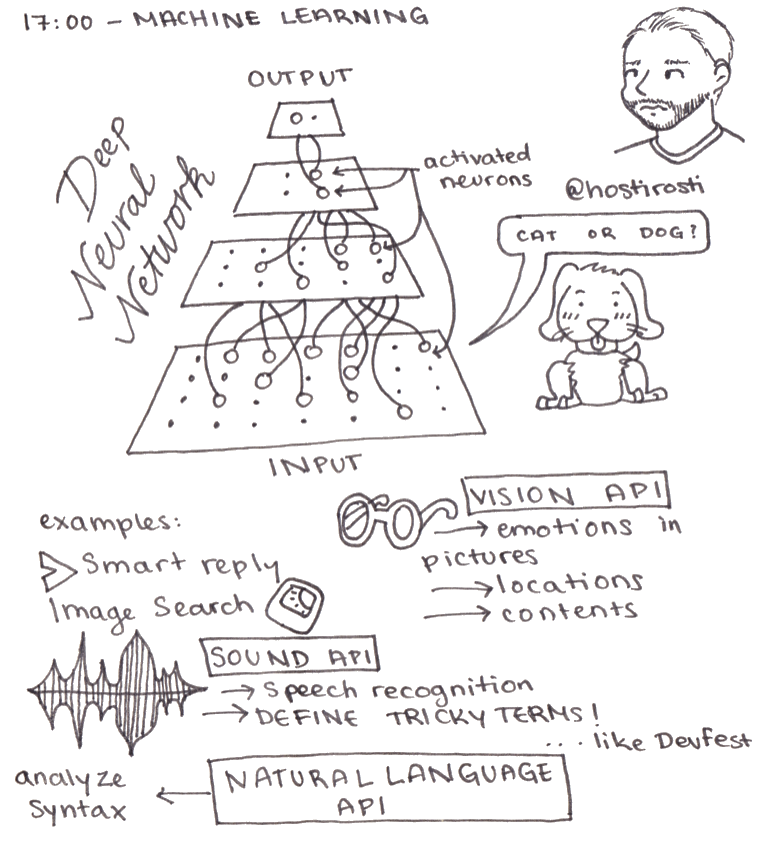 17:00 - MACHINE LEARNING
OUTPUT
Deep
Neural
Network
activated
neurons
@hostirosti
CAT OR DOG?
INPUT
VISION API
→ emotions in
pictures
→ locations
→ contents
examples:
Smart reply
Image Search
SOUND API
→ Speech recognition
→ DEFINE TRICKY TERMS!
... like Devfest
NATURAL LANGUAGE
API
analyze
syntax